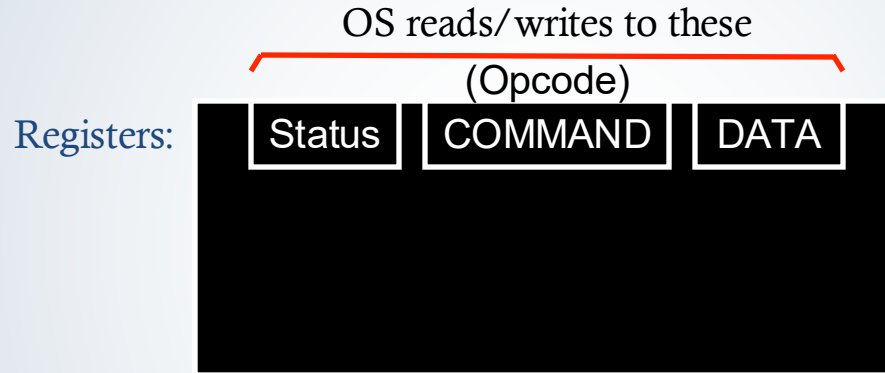 OS reads/writes to these
(Opcode)
Registers: Status COMMAND DATA